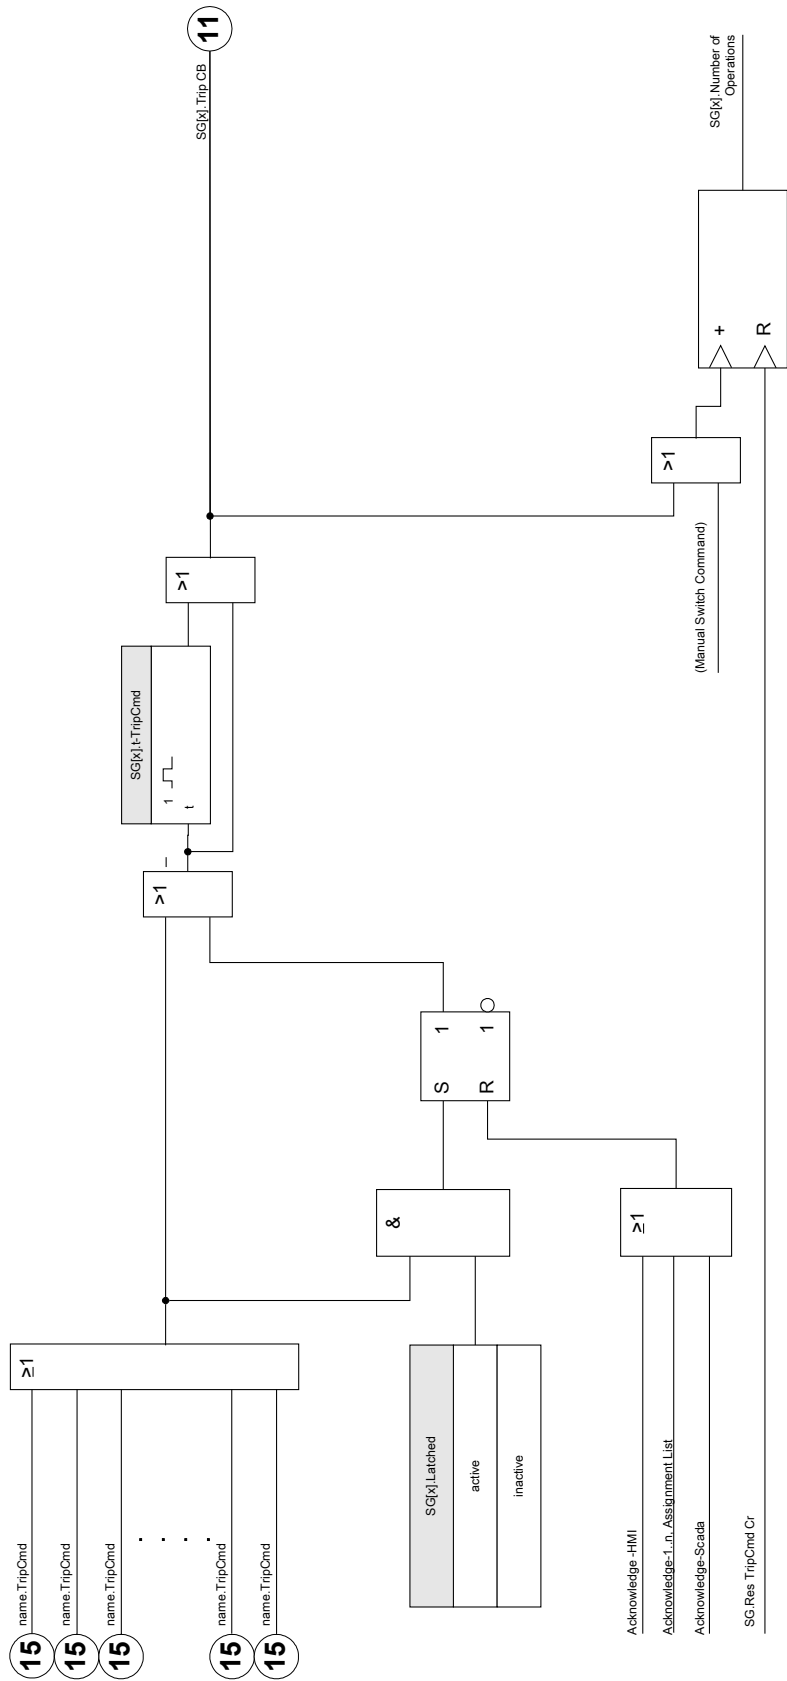 15 name.TripCmd
15 name.TripCmd
15 name.TripCmd
. . . .
15 name.TripCmd
15 name.TripCmd
≥1
SG[x].Latched
active
inactive
&
S 1
R 1
Acknowledge -HMI
Acknowledge-1..n, Assignment List
Acknowledge-Scada
≥1
SG.Res TripCmd Cr
>1
SG[x].t-TripCmd
1
t
>1
SG[x].Trip CB
11
(Manual Switch Command)
>1
+
R
SG[x].Number of
Operations